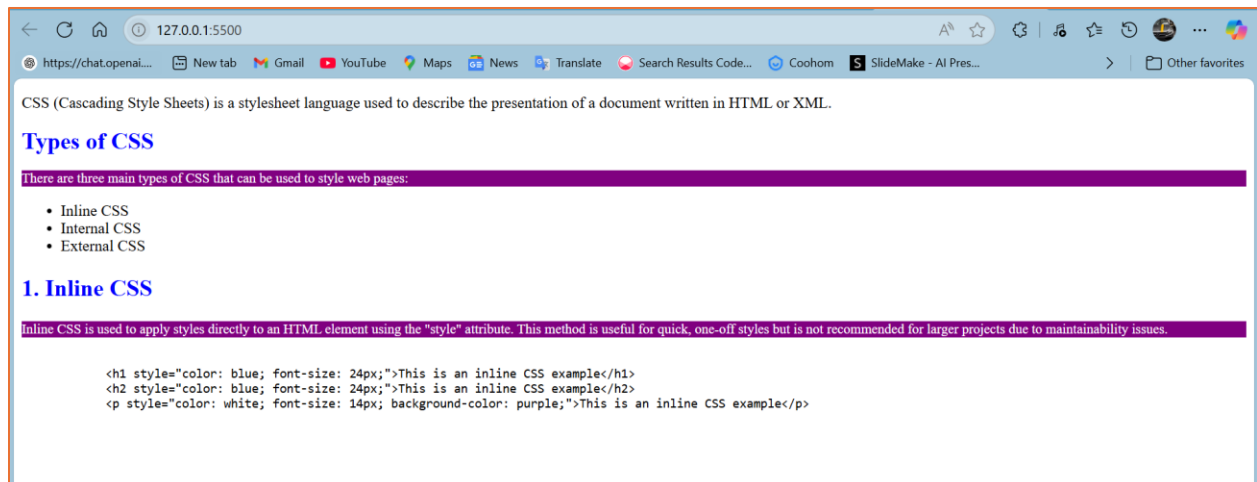 127.0.0.1:5500
https://chat.openai.... New tab Gmail YouTube Maps News Translate Search Results Code... Coohom SlideMake - AI Pres... Other favorites
CSS (Cascading Style Sheets) is a stylesheet language used to describe the presentation of a document written in HTML or XML.
Types of CSS
There are three main types of CSS that can be used to style web pages:
• Inline CSS
• Internal CSS
• External CSS
1. Inline CSS
Inline CSS is used to apply styles directly to an HTML element using the "style" attribute. This method is useful for quick, one-off styles but is not recommended for larger projects due to maintainability issues.
<h1 style="color: blue; font-size: 24px;">This is an inline CSS example</h1>
<h2 style="color: blue; font-size: 24px;">This is an inline CSS example</h2>
<p style="color: white; font-size: 14px; background-color: purple;">This is an inline CSS example</p>